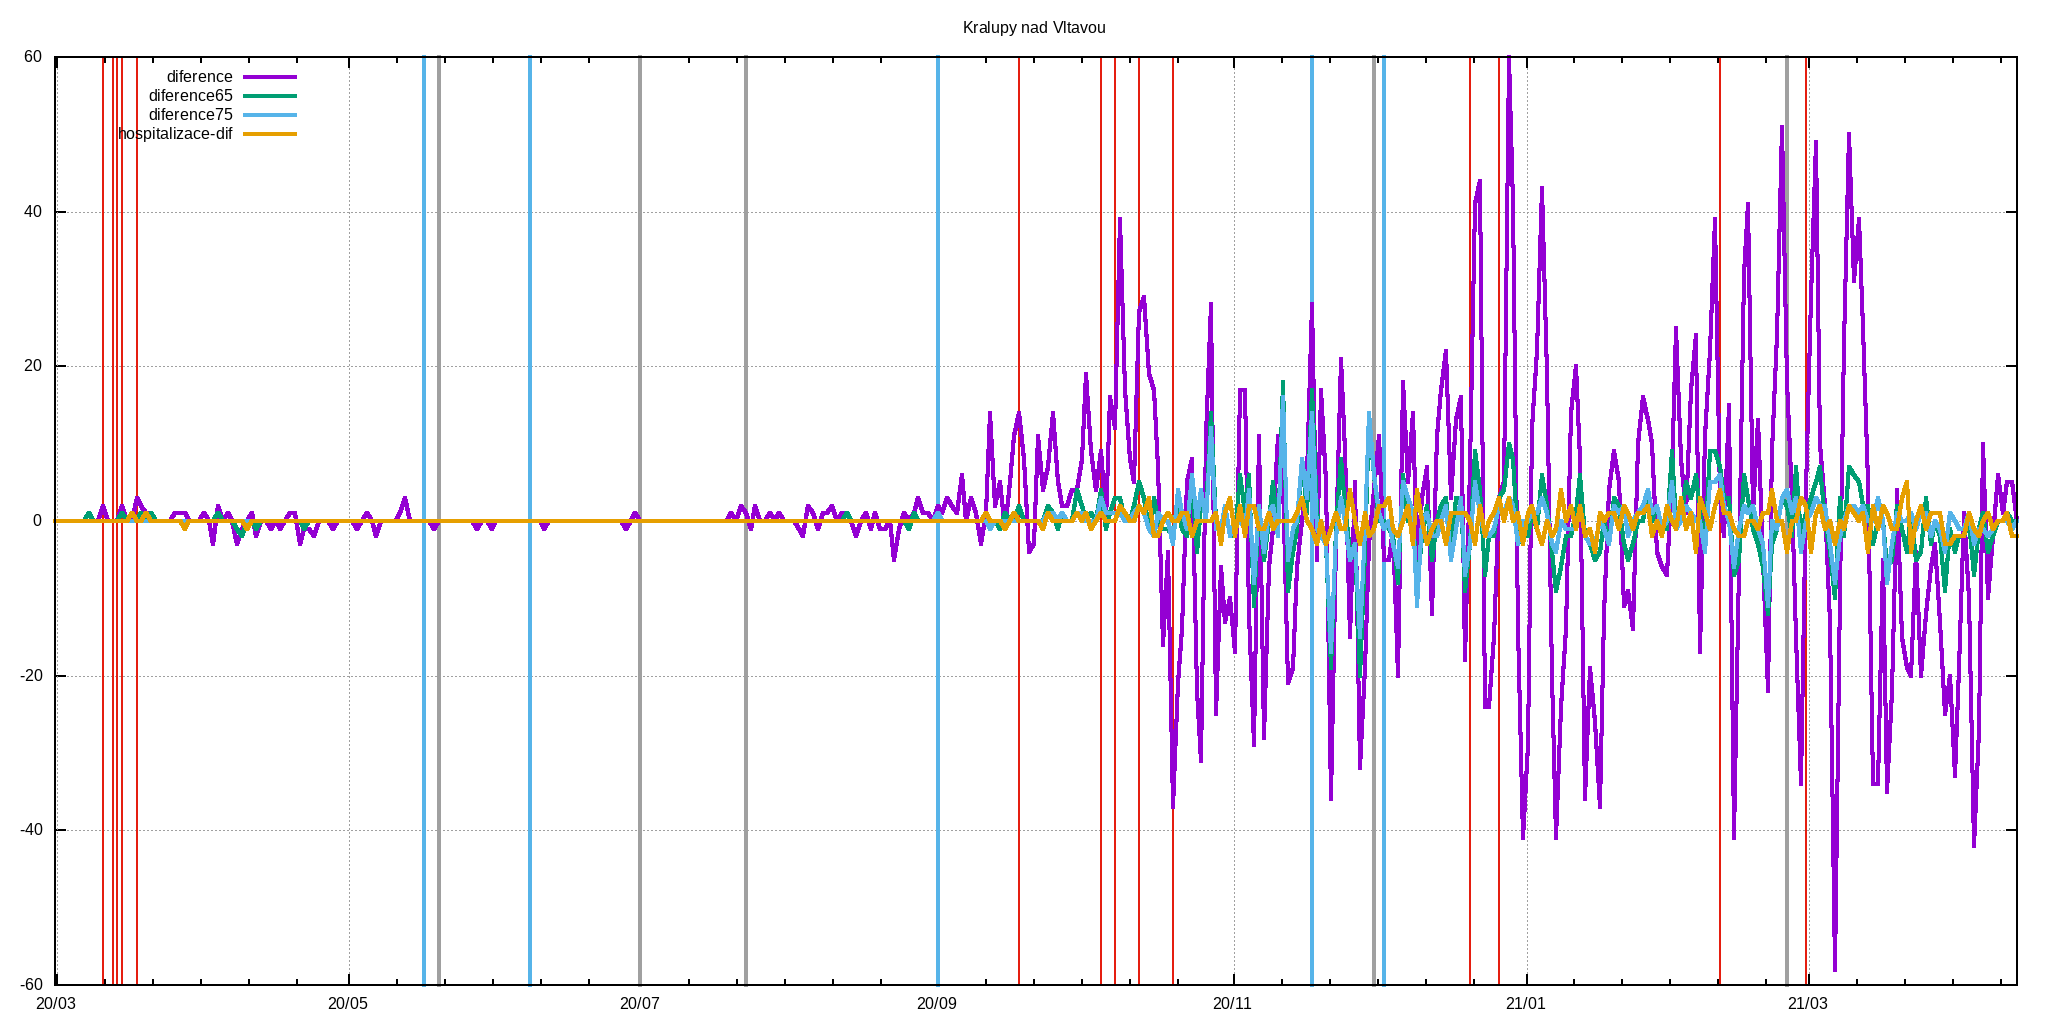 Kralupy nad Vltavou
60
diference
diference65
diference75
hospitalizace-dif
40
20
0
-20
-40
-60
20/03 20/05 20/07 20/09 20/11 21/01 21/03